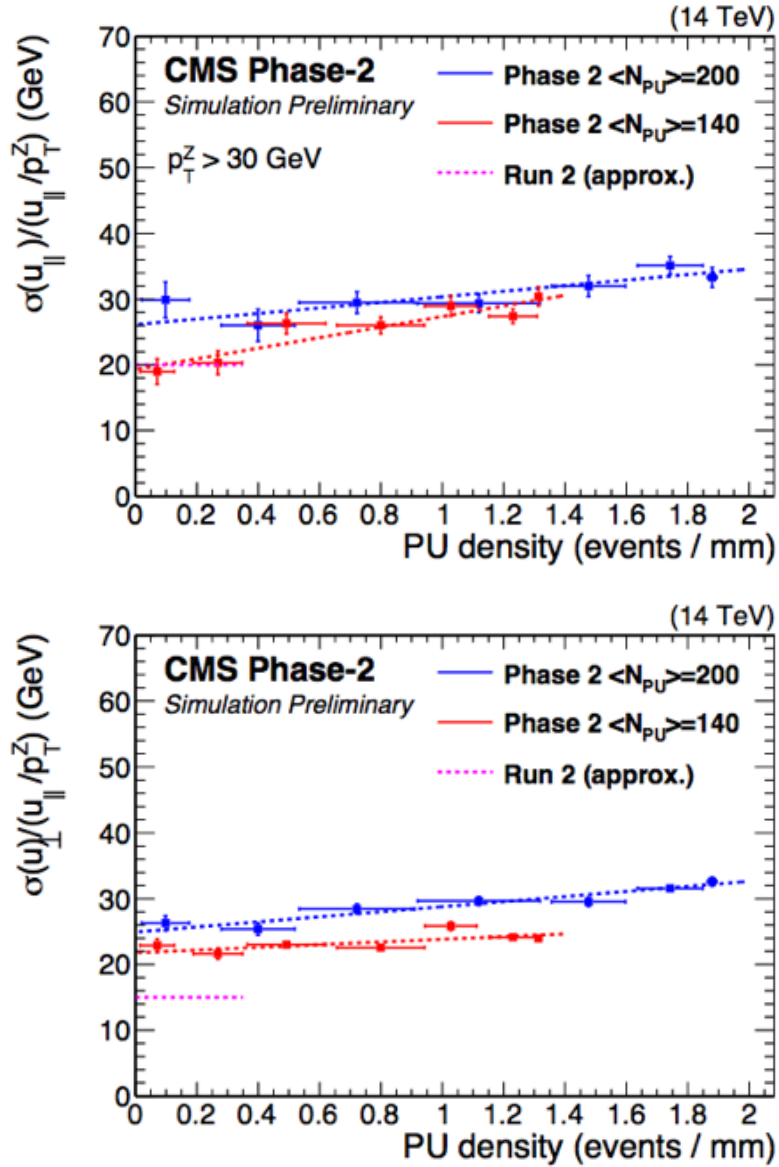 (14 TeV)
σ(u_∥)/(u_∥/p_T^Z) (GeV)
70
60
50
40
30
20
10
0
CMS Phase-2
Simulation Preliminary
p_T^Z > 30 GeV
Phase 2 <N_PU>=200
Phase 2 <N_PU>=140
Run 2 (approx.)
0 0.2 0.4 0.6 0.8 1 1.2 1.4 1.6 1.8 2
PU density (events / mm)
(14 TeV)
σ(u_⊥)/(u_∥/p_T^Z) (GeV)
70
60
50
40
30
20
10
0
CMS Phase-2
Simulation Preliminary
Phase 2 <N_PU>=200
Phase 2 <N_PU>=140
Run 2 (approx.)
0 0.2 0.4 0.6 0.8 1 1.2 1.4 1.6 1.8 2
PU density (events / mm)